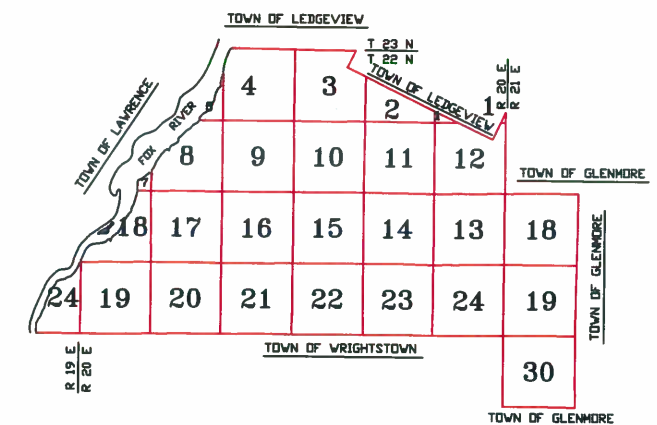 TOWN OF LEDGEVIEW
T 23 N
T 22 N
TOWN OF LEDGEVIEW
R 20 E
R 21 E
TOWN OF LAWRENCE
FOX RIVER
4 3 2 1 1
8 9 10 11 12
TOWN OF GLENMORE
18 17 16 15 14 13 18
TOWN OF GLENMORE
24 19 20 21 22 23 24 19
R 19 E
R 20 E
TOWN OF WRIGHTSTOWN
30
TOWN OF GLENMORE